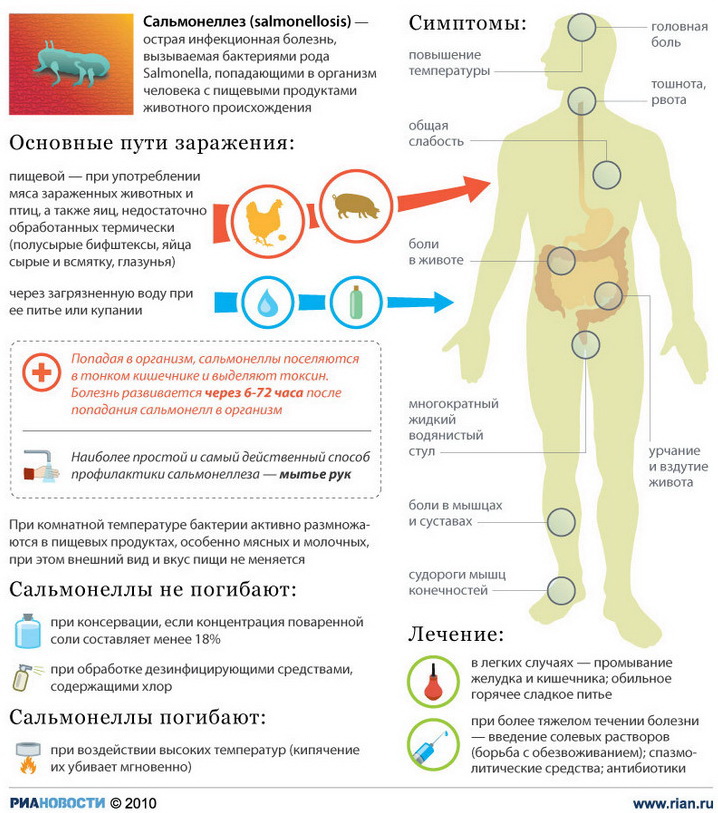 Сальмонеллез (salmonellosis) —
острая инфекционная болезнь,
вызываемая бактериями рода
Salmonella, попадающими в организм
человека с пищевыми продуктами
животного происхождения
Основные пути заражения:
пищевой — при употреблении
мяса зараженных животных и
птиц, а также яиц, недостаточно
обработанных термически
(полусырые бифштексы, яйца
сырые и всмятку, глазунья)
через загрязненную воду при
ее питье или купании
Попадая в организм, сальмонеллы поселяются
в тонком кишечнике и выделяют токсин.
Болезнь развивается через 6-72 часа после
попадания сальмонелл в организм
Наиболее простой и самый действенный способ
профилактики сальмонеллеза — мытье рук
При комнатной температуре бактерии активно размножа-
ются в пищевых продуктах, особенно мясных и молочных,
при этом внешний вид и вкус пищи не меняется
Сальмонеллы не погибают:
при консервации, если концентрация поваренной
соли составляет менее 18%
при обработке дезинфицирующими средствами,
содержащими хлор
Сальмонеллы погибают:
при воздействии высоких температур (кипячение
их убивает мгновенно)
Симптомы:
головная
боль
повышение
температуры
тошнота,
рвота
общая
слабость
боли
в животе
многократный
жидкий
водянистый
стул
урчание
и вздутие
живота
боли в мышцах
и суставах
судороги мышц
конечностей
Лечение:
в легких случаях — промывание
желудка и кишечника; обильное
горячее сладкое питье
при более тяжелом течении болезни
— введение солевых растворов
(борьба с обезвоживанием); спазмо-
литические средства; антибиотики
РИАНОВОСТИ © 2010
www.rian.ru